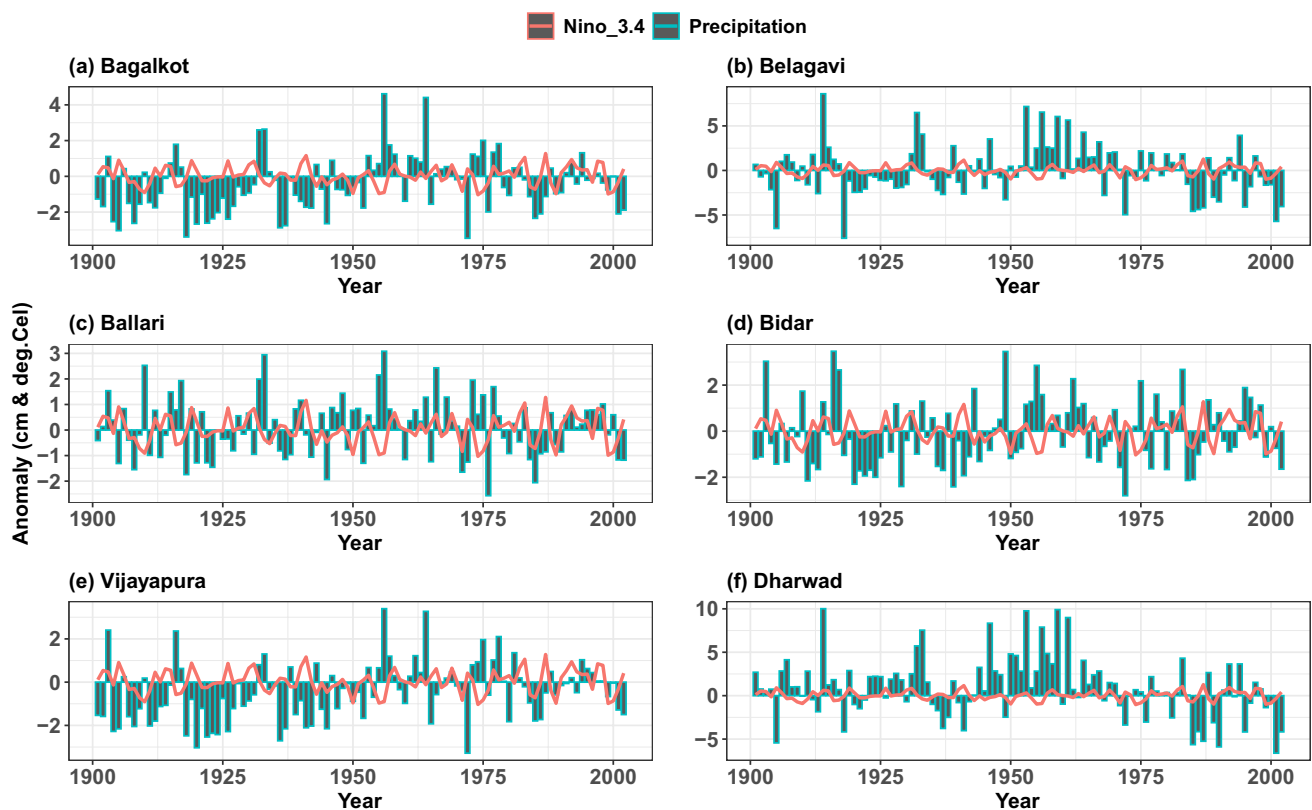 Nino_3.4 Precipitation
(a) Bagalkot
4
2
0
−2
1900 1925 1950 1975 2000
Year
(b) Belagavi
5
0
−5
1900 1925 1950 1975 2000
Year
Anomaly (cm & deg.Cel)
(c) Ballari
3
2
1
0
−1
−2
1900 1925 1950 1975 2000
Year
(d) Bidar
2
0
−2
1900 1925 1950 1975 2000
Year
(e) Vijayapura
2
0
−2
1900 1925 1950 1975 2000
Year
(f) Dharwad
10
5
0
−5
1900 1925 1950 1975 2000
Year